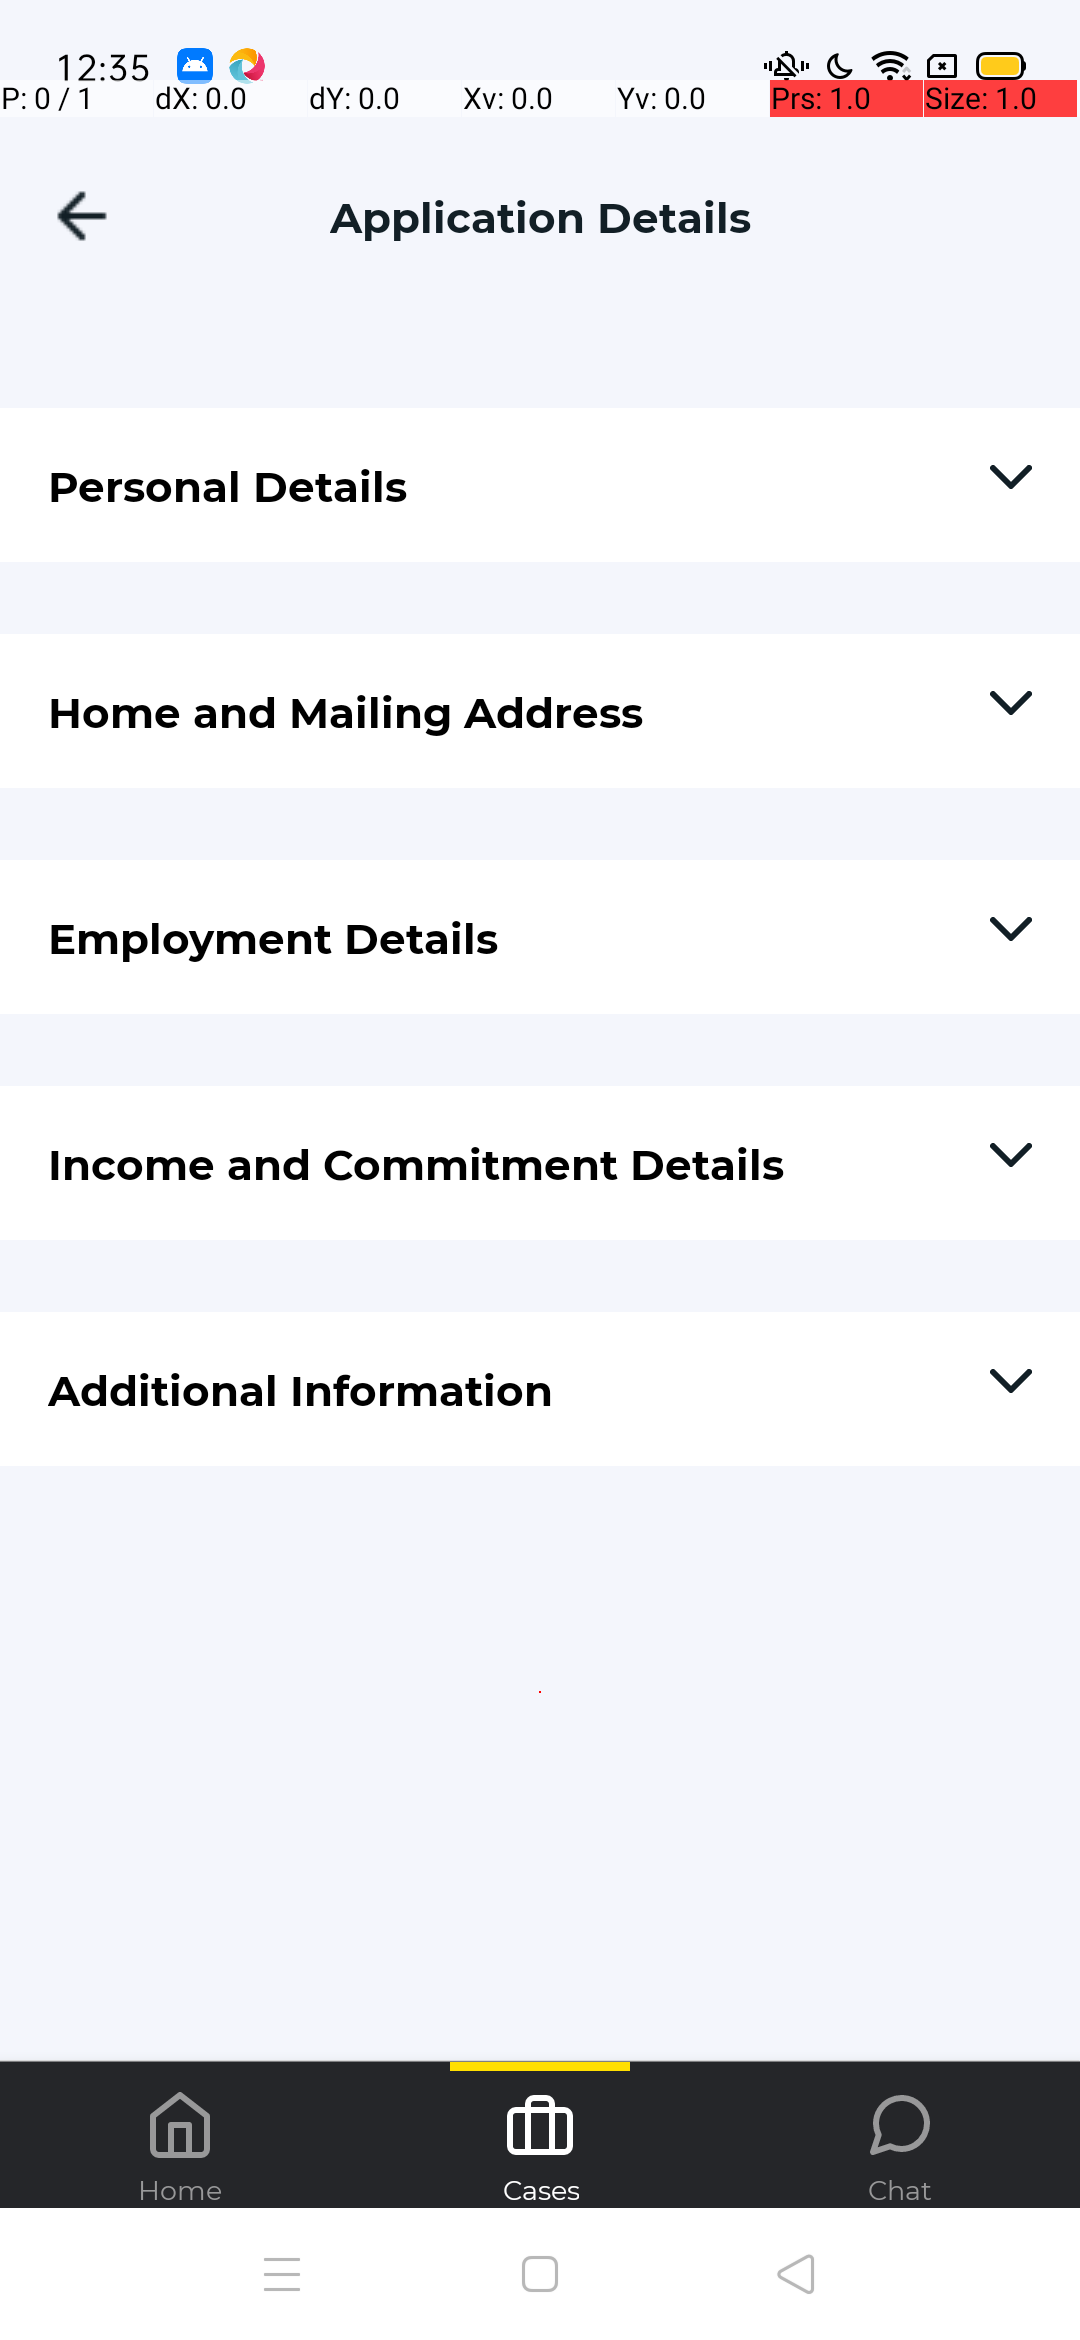 12:35
P: 0 / 1 dX: 0.0 dY: 0.0 Xv: 0.0 Yv: 0.0 Prs: 1.0 Size: 1.0
Application Details
Personal Details
Home and Mailing Address
Employment Details
Income and Commitment Details
Additional Information
Home Cases Chat